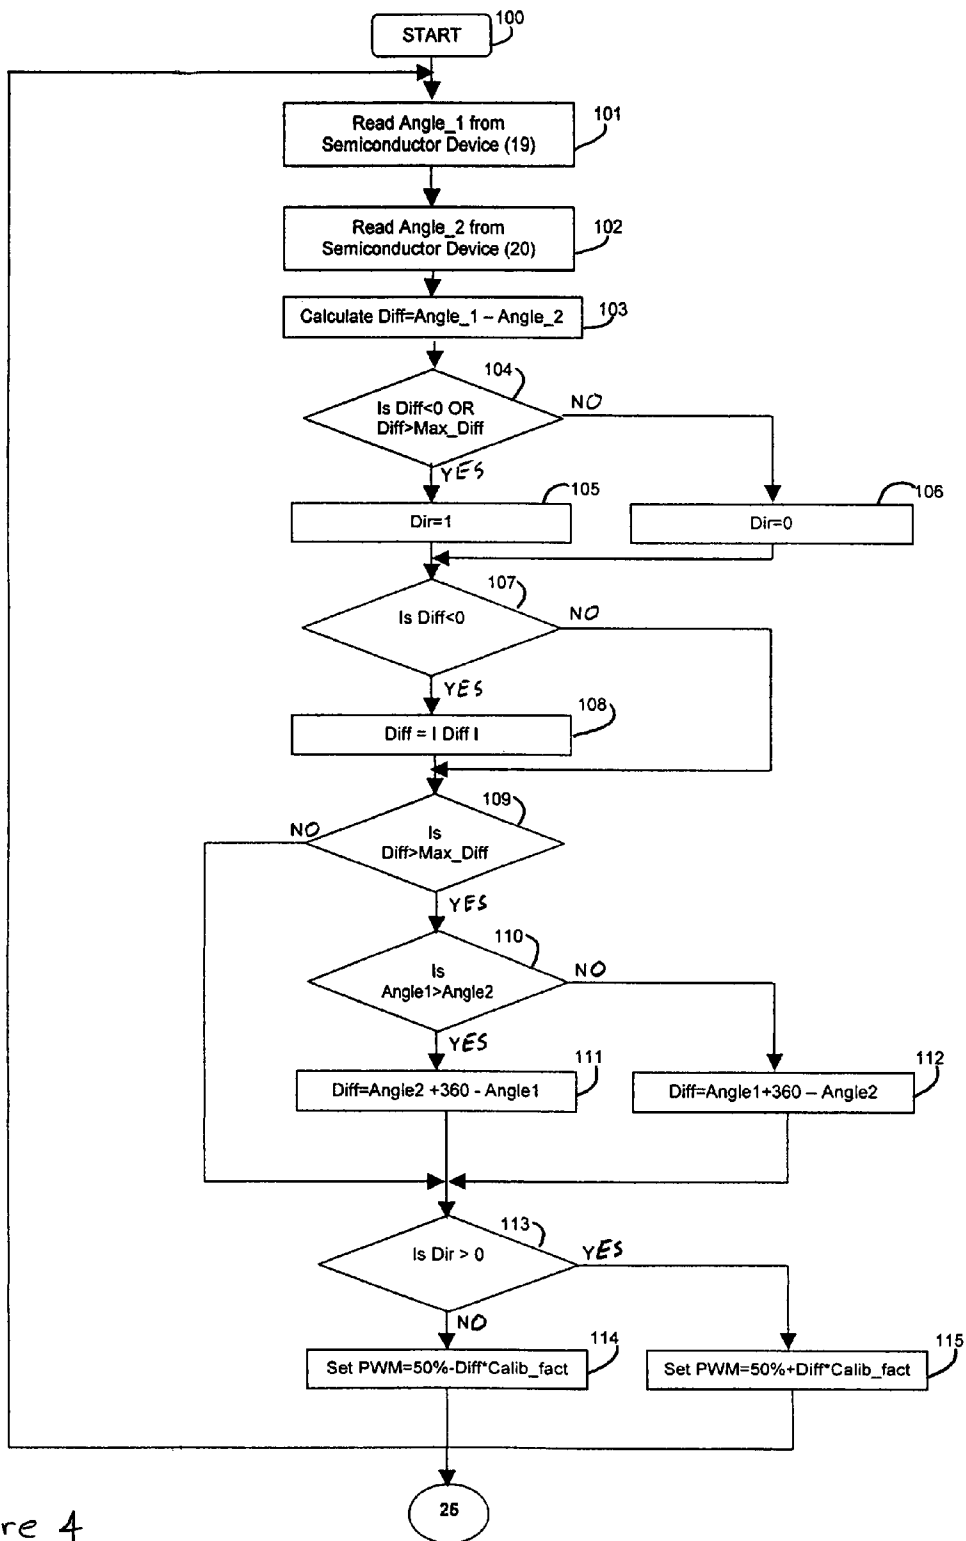 START
100
Read Angle_1 from
Semiconductor Device (19)
101
Read Angle_2 from
Semiconductor Device (20)
102
Calculate Diff=Angle_1 – Angle_2
103
104
Is Diff<0 OR
Diff>Max_Diff
NO
YES
105
Dir=1
106
Dir=0
107
Is Diff<0
NO
YES
108
Diff = I Diff I
109
NO
Is
Diff>Max_Diff
YES
110
Is
Angle1>Angle2
NO
YES
111
Diff=Angle2 +360 - Angle1
112
Diff=Angle1+360 – Angle2
113
Is Dir > 0
YES
NO
114
Set PWM=50%-Diff*Calib_fact
115
Set PWM=50%+Diff*Calib_fact
26
re 4